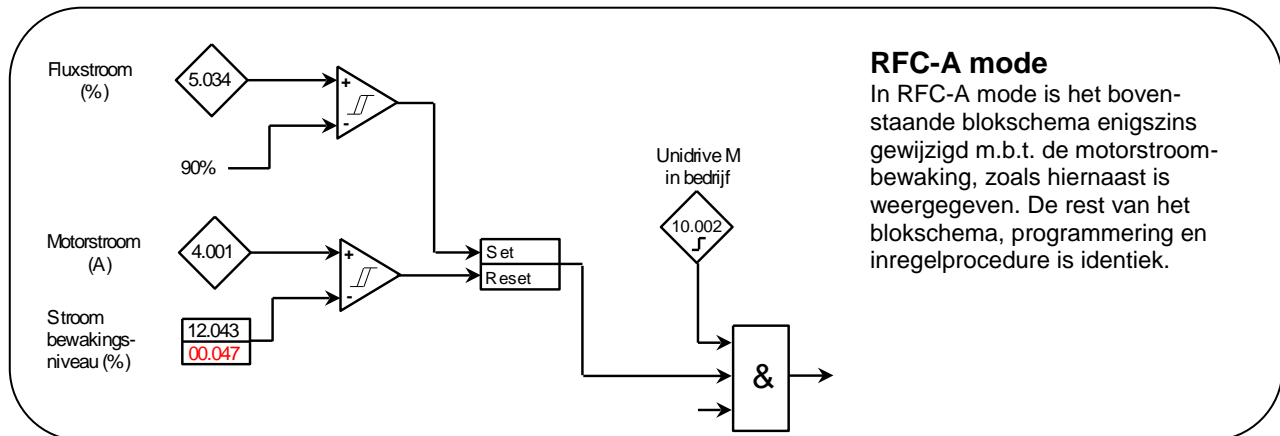 Fluxstroom
(%)
5.034
+
-
90%
Motorstroom
(A)
4.001
+
-
Stroom
bewakings-
niveau (%)
12.043
00.047
Set
Reset
Unidrive M
in bedrijf
10.002
&
RFC-A mode
In RFC-A mode is het boven-
staande blokschema enigszins
gewijzigd m.b.t. de motorstroom-
bewaking, zoals hiernaast is
weergegeven. De rest van het
blokschema, programmering en
inregelprocedure is identiek.